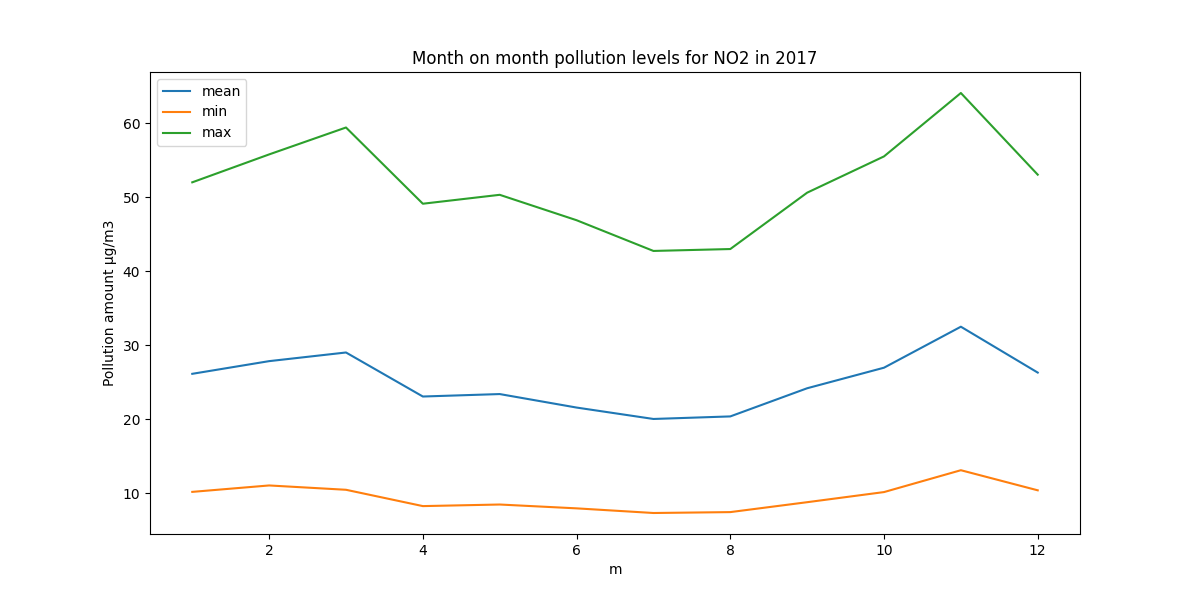 Month on month pollution levels for NO2 in 2017
mean
min
max
60
50
40
30
20
10
Pollution amount µg/m3
2 4 6 8 10 12
m